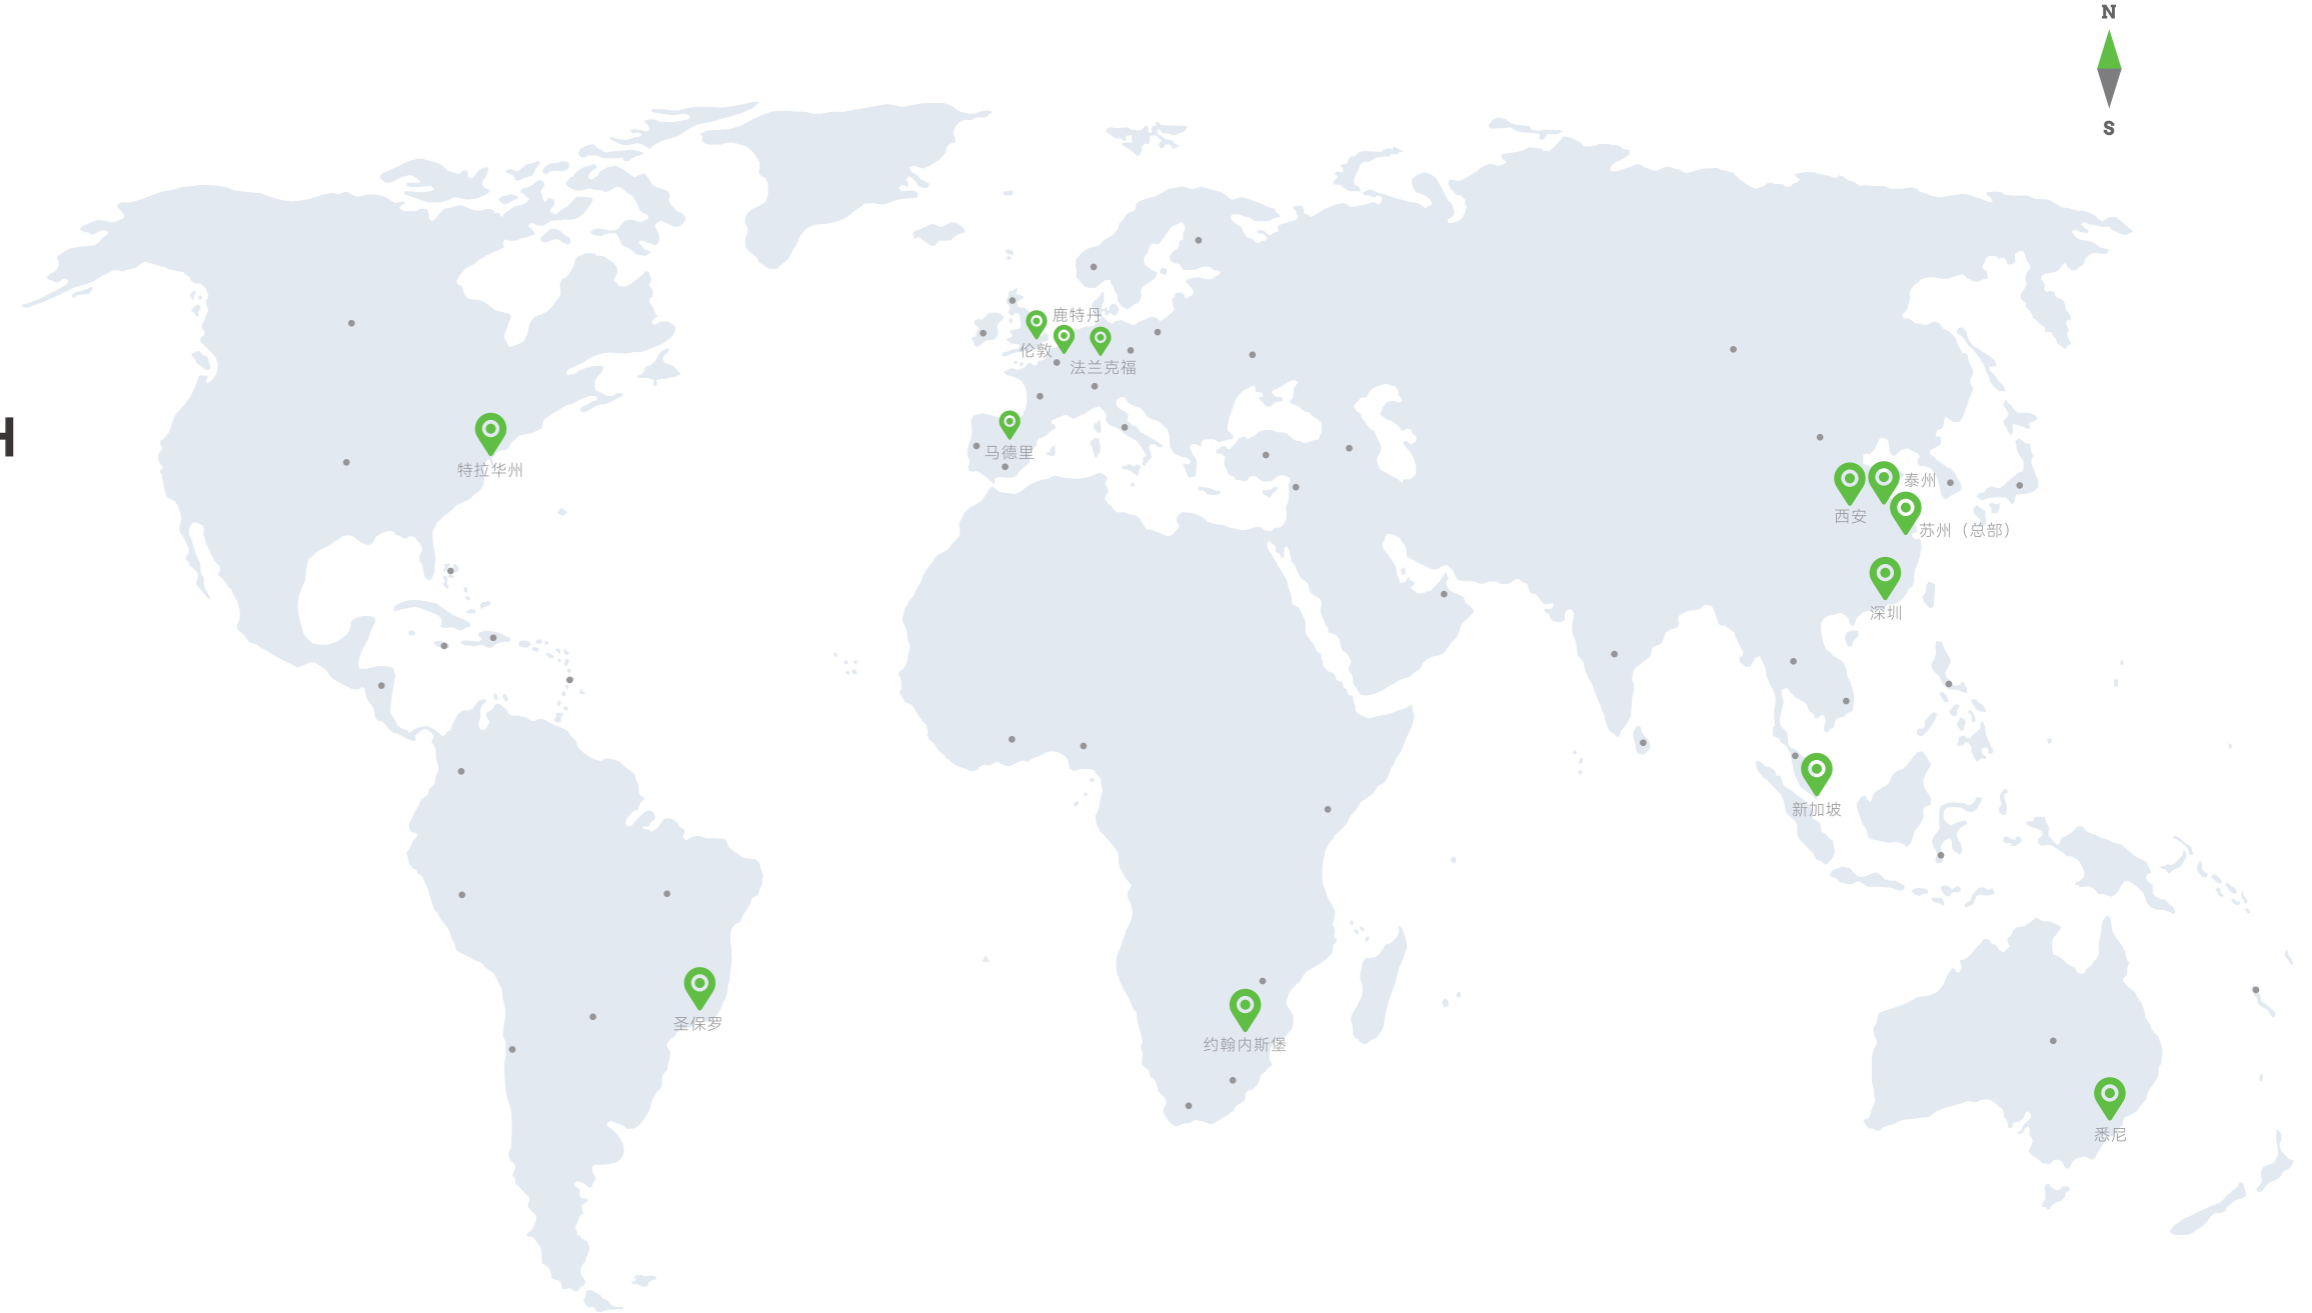 N
S
鹿特丹
伦敦
法兰克福
H
马德里
特拉华州
泰州
西安
苏州（总部）
深圳
新加坡
圣保罗
约翰内斯堡
悉尼